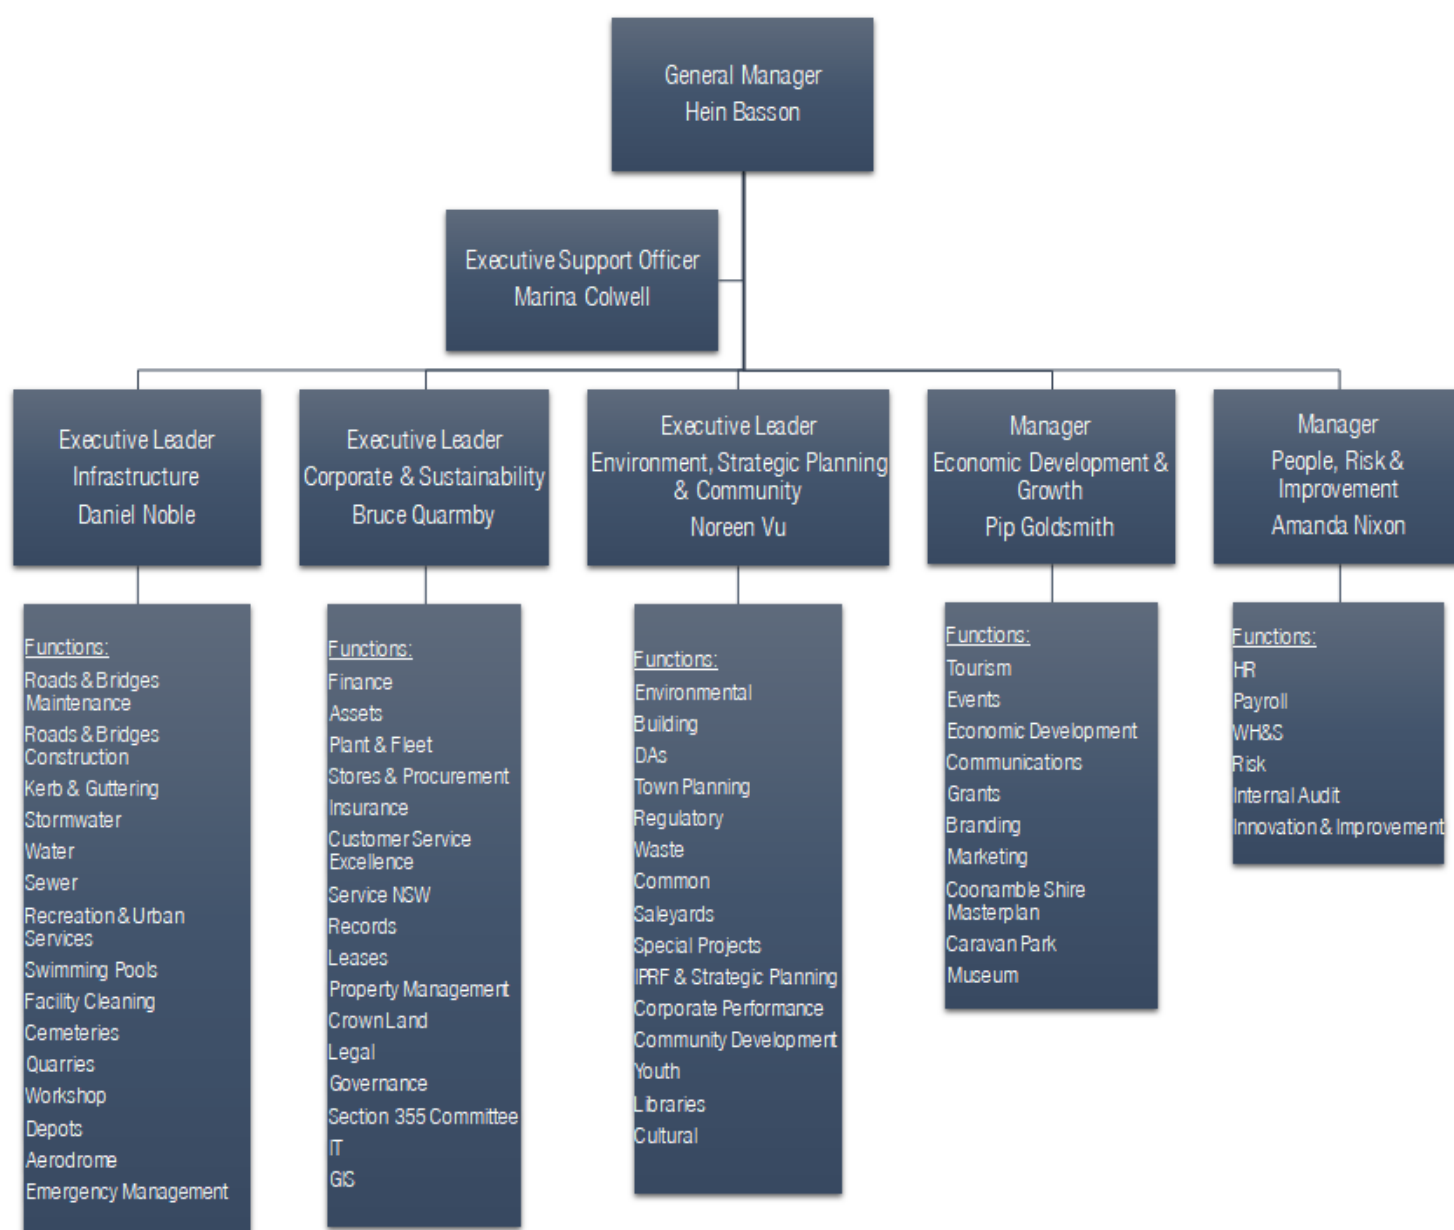 General Manager
Hein Basson
Executive Support Officer
Marina Colwell
Executive Leader
Infrastructure
Daniel Noble
Executive Leader
Corporate & Sustainability
Bruce Quarmby
Executive Leader
Environment, Strategic Planning
& Community
Noreen Vu
Manager
Economic Development &
Growth
Pip Goldsmith
Manager
People, Risk &
Improvement
Amanda Nixon
Functions:
Roads & Bridges
Maintenance
Roads & Bridges
Construction
Kerb & Guttering
Stormwater
Water
Sewer
Recreation & Urban
Services
Swimming Pools
Facility Cleaning
Cemeteries
Quarries
Workshop
Depots
Aerodrome
Emergency Management
Functions:
Finance
Assets
Plant & Fleet
Stores & Procurement
Insurance
Customer Service
Excellence
Service NSW
Records
Leases
Property Management
Crown Land
Legal
Governance
Section 355 Committee
IT
GIS
Functions:
Environmental
Building
DAs
Town Planning
Regulatory
Waste
Common
Saleyards
Special Projects
IPRF & Strategic Planning
Corporate Performance
Community Development
Youth
Libraries
Cultural
Functions:
Tourism
Events
Economic Development
Communications
Grants
Branding
Marketing
Coonamble Shire
Masterplan
Caravan Park
Museum
Functions:
HR
Payroll
WH&S
Risk
Internal Audit
Innovation & Improvement